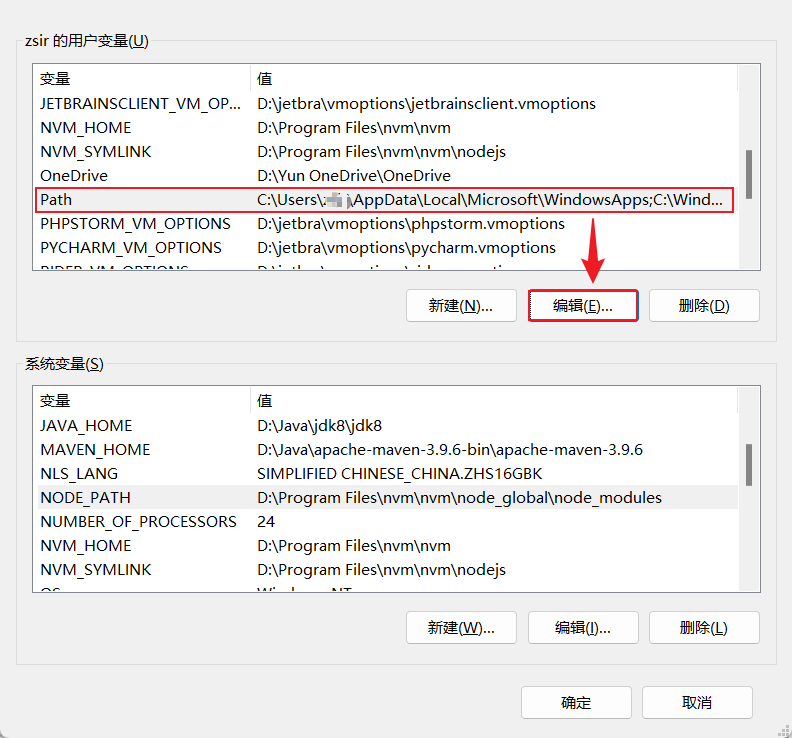 zsir 的用户变量(U)
变量 值
JETBRAINSCLIENT_VM_OP... D:\jetbra\vmoptions\jetbrainsclient.vmoptions
NVM_HOME D:\Program Files\nvm\nvm
NVM_SYMLINK D:\Program Files\nvm\nvm\nodejs
OneDrive D:\Yun OneDrive\OneDrive
Path C:\Users\ \AppData\Local\Microsoft\WindowsApps;C:\Wind...
PHPSTORM_VM_OPTIONS D:\jetbra\vmoptions\phpstorm.vmoptions
PYCHARM_VM_OPTIONS D:\jetbra\vmoptions\pycharm.vmoptions
新建(N)... 编辑(E)... 删除(D)
系统变量(S)
变量 值
JAVA_HOME D:\Java\jdk8\jdk8
MAVEN_HOME D:\Java\apache-maven-3.9.6-bin\apache-maven-3.9.6
NLS_LANG SIMPLIFIED CHINESE_CHINA.ZHS16GBK
NODE_PATH D:\Program Files\nvm\nvm\node_global\node_modules
NUMBER_OF_PROCESSORS 24
NVM_HOME D:\Program Files\nvm\nvm
NVM_SYMLINK D:\Program Files\nvm\nvm\nodejs
新建(W)... 编辑(I)... 删除(L)
确定 取消